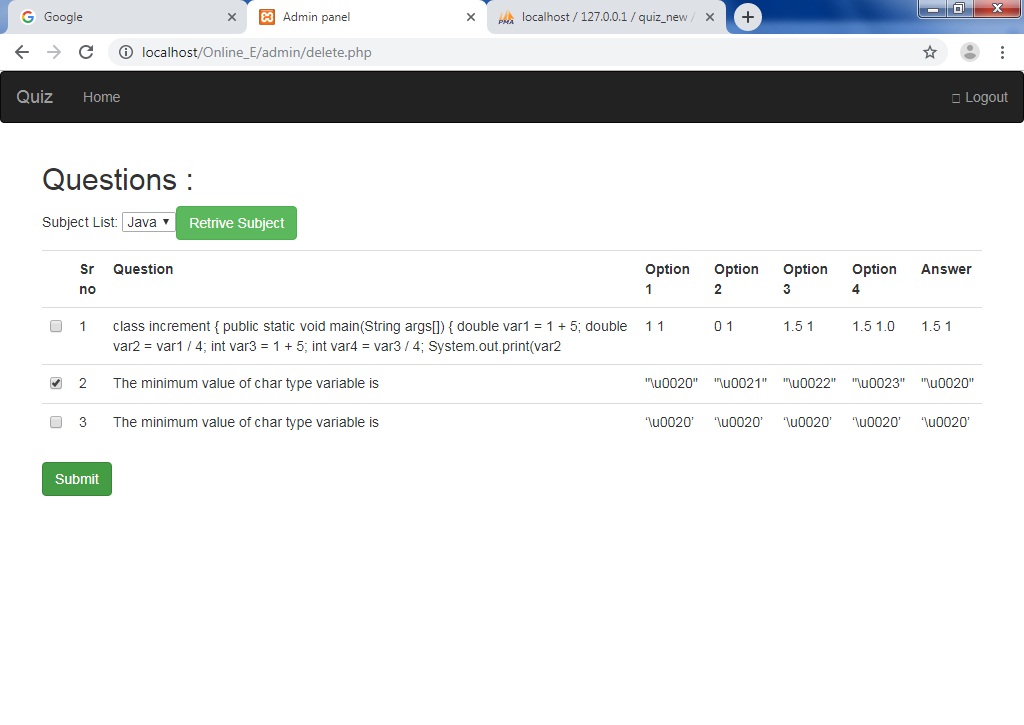 Google
Admin panel
PMA localhost / 127.0.0.1 / quiz_new /
localhost/Online_E/admin/delete.php
Quiz Home Logout
Questions :
Subject List: Java Retrive Subject
Sr no Question Option 1 Option 2 Option 3 Option 4 Answer
1 class increment { public static void main(String args[]) { double var1 = 1 + 5; double 1 1 0 1 1.5 1 1.5 1.0 1.5 1
var2 = var1 / 4; int var3 = 1 + 5; int var4 = var3 / 4; System.out.print(var2
2 The minimum value of char type variable is "\u0020" "\u0021" "\u0022" "\u0023" "\u0020"
3 The minimum value of char type variable is ‘\u0020’ ‘\u0020’ ‘\u0020’ ‘\u0020’ ‘\u0020’
Submit